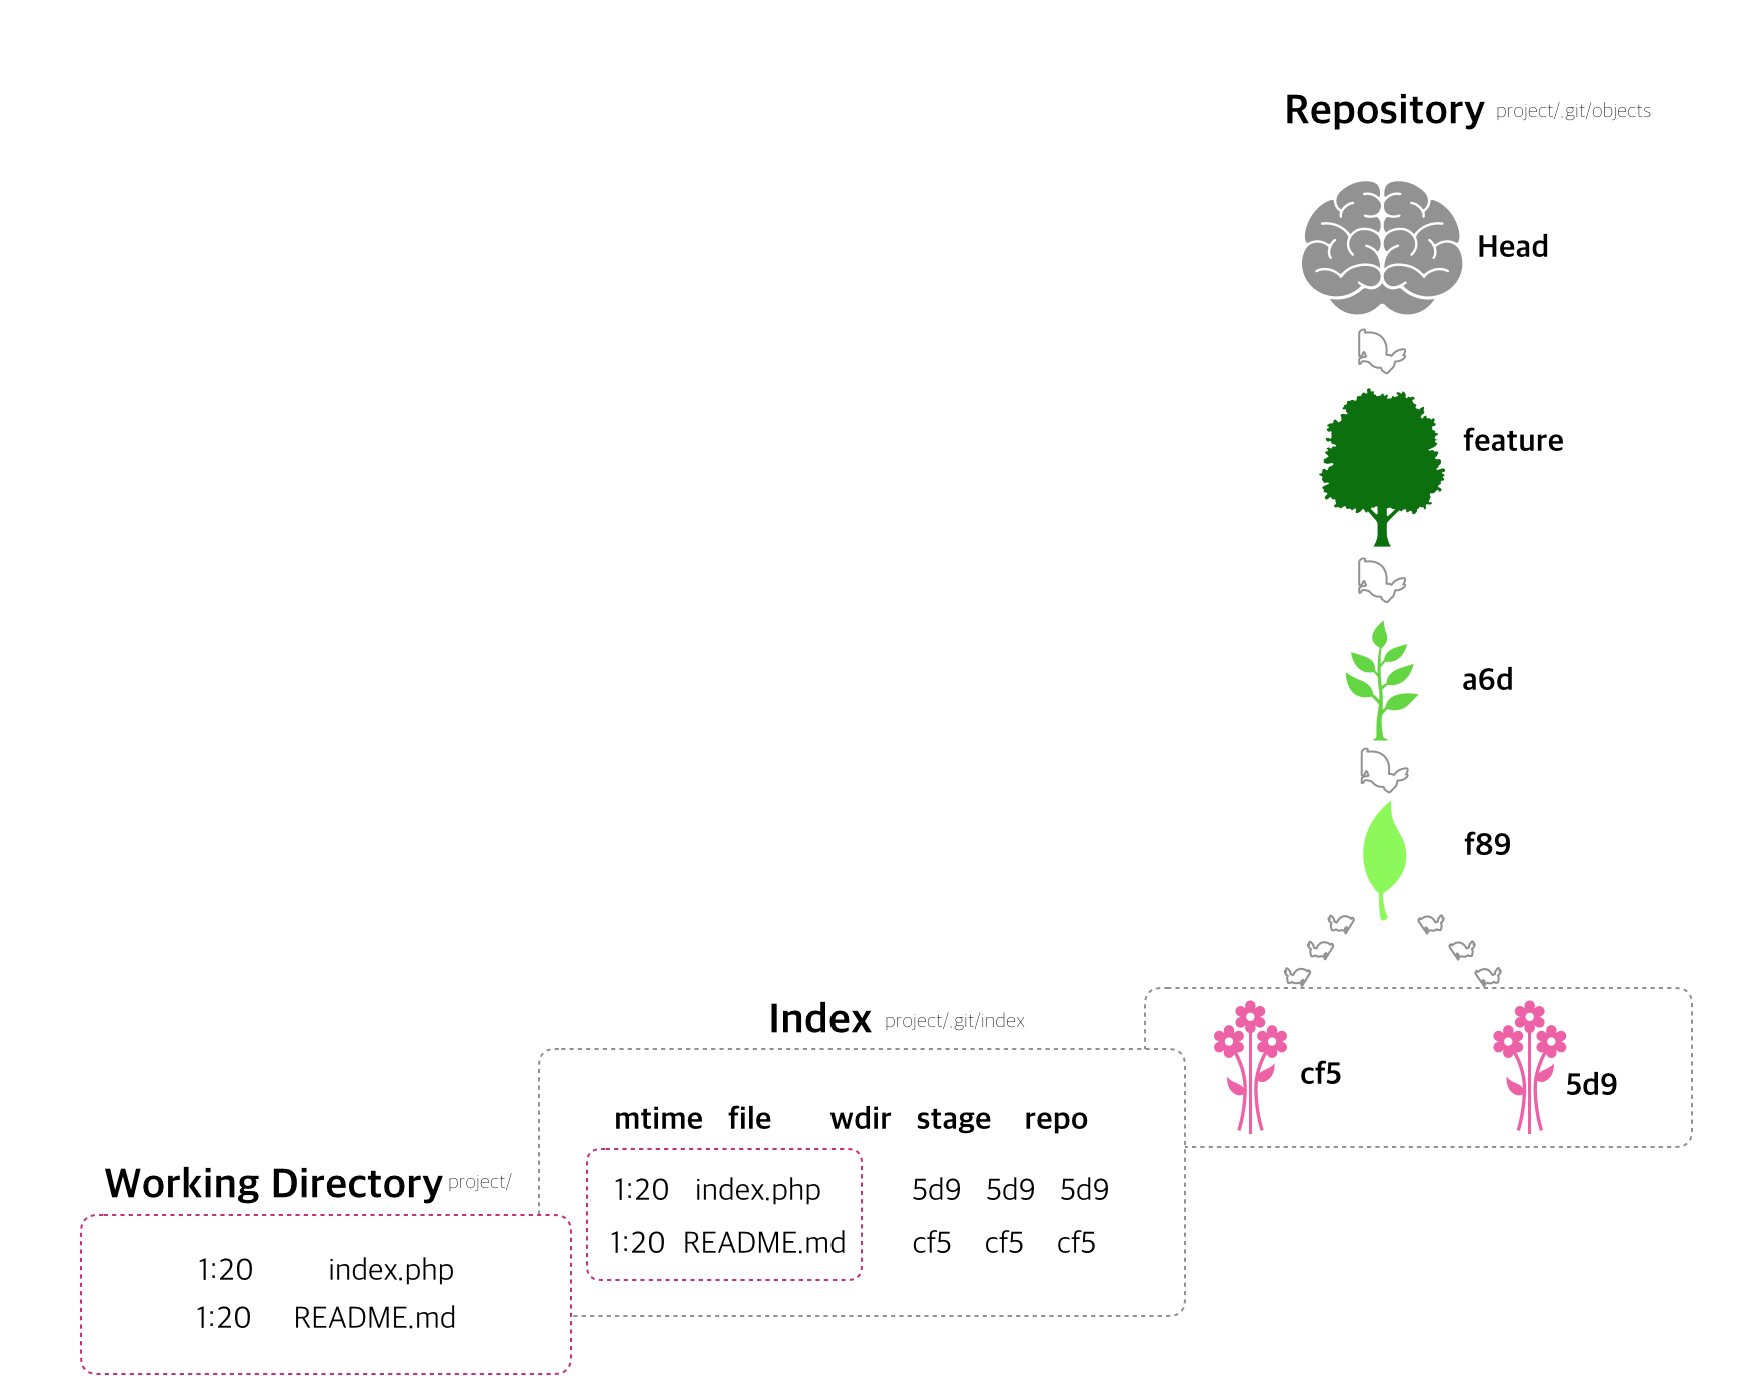 Repository project/.git/objects
Head
feature
a6d
f89
cf5
5d9
Index project/.git/index
mtime file wdir stage repo
1:20 index.php 5d9 5d9 5d9
1:20 README.md cf5 cf5 cf5
Working Directory project/
1:20 index.php
1:20 README.md